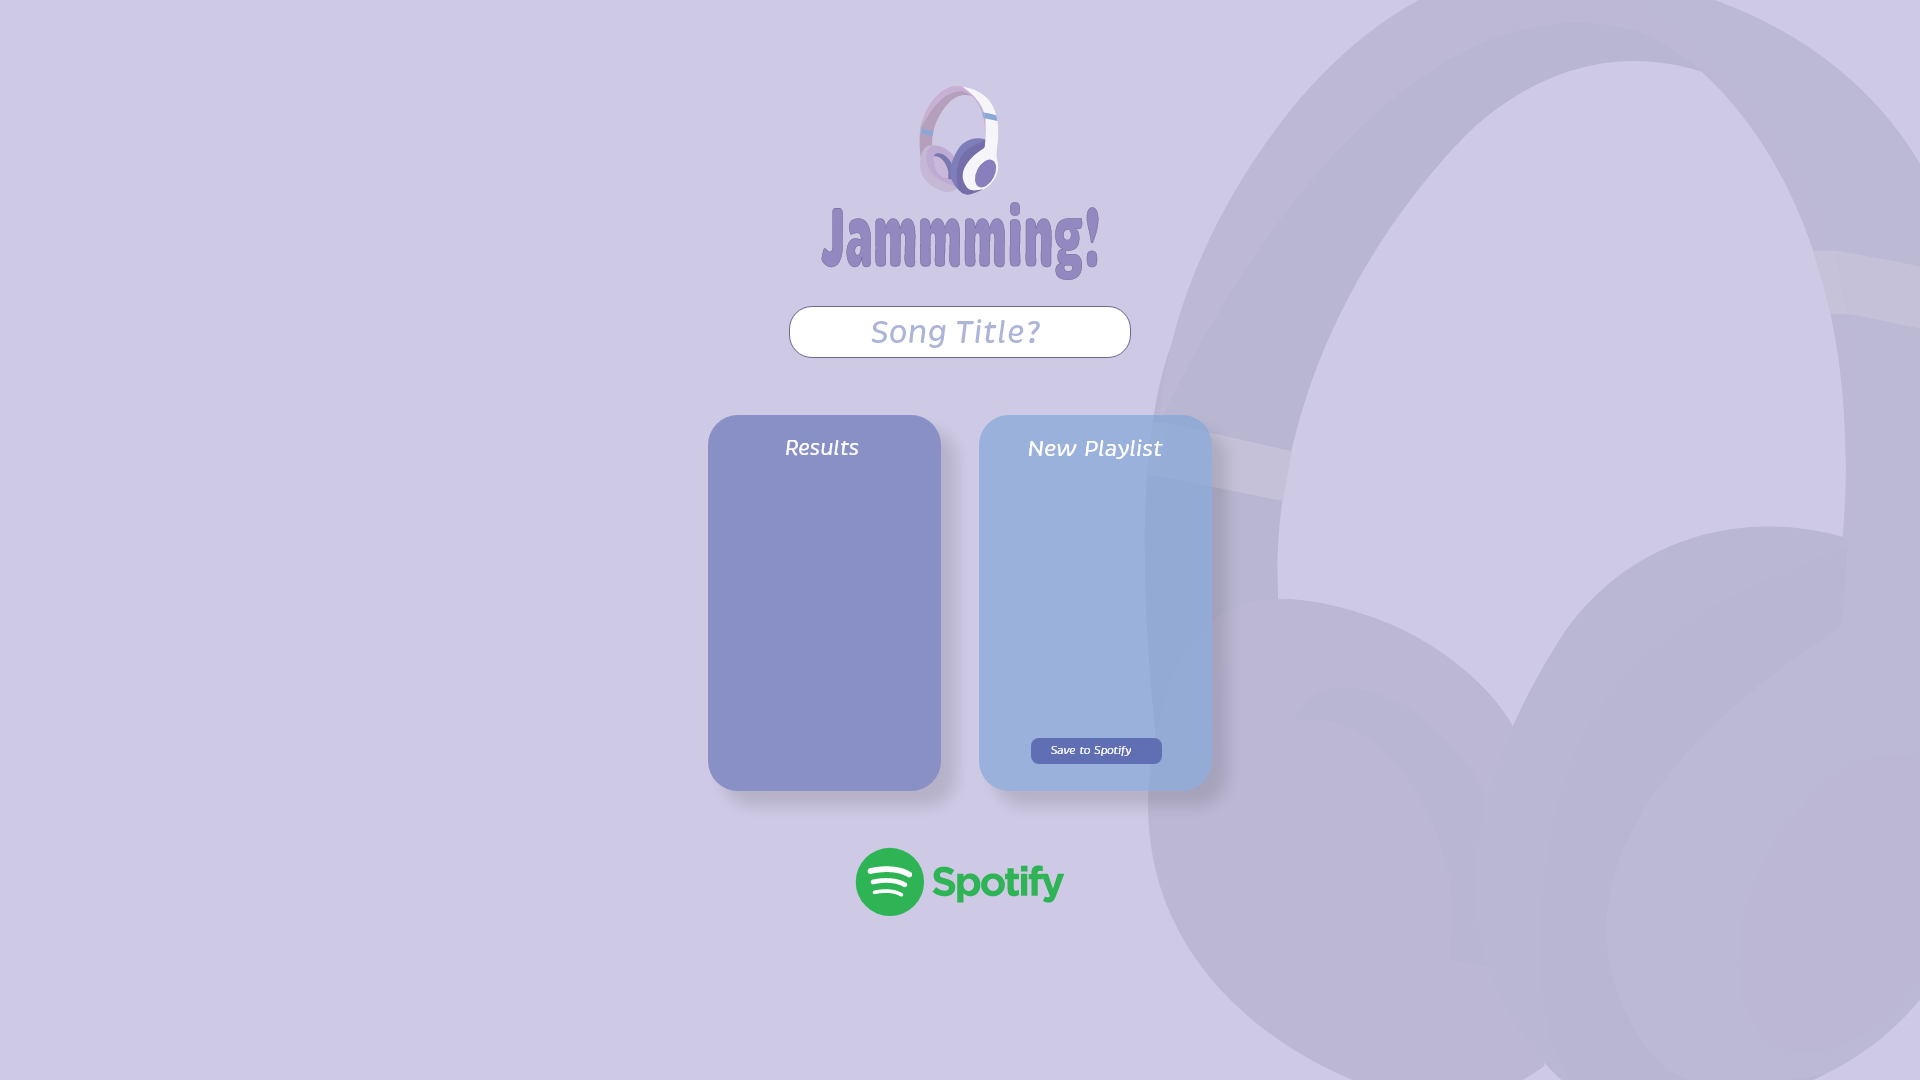 Jammming!
Song Title?
Results
New Playlist
Save to Spotify
Spotify